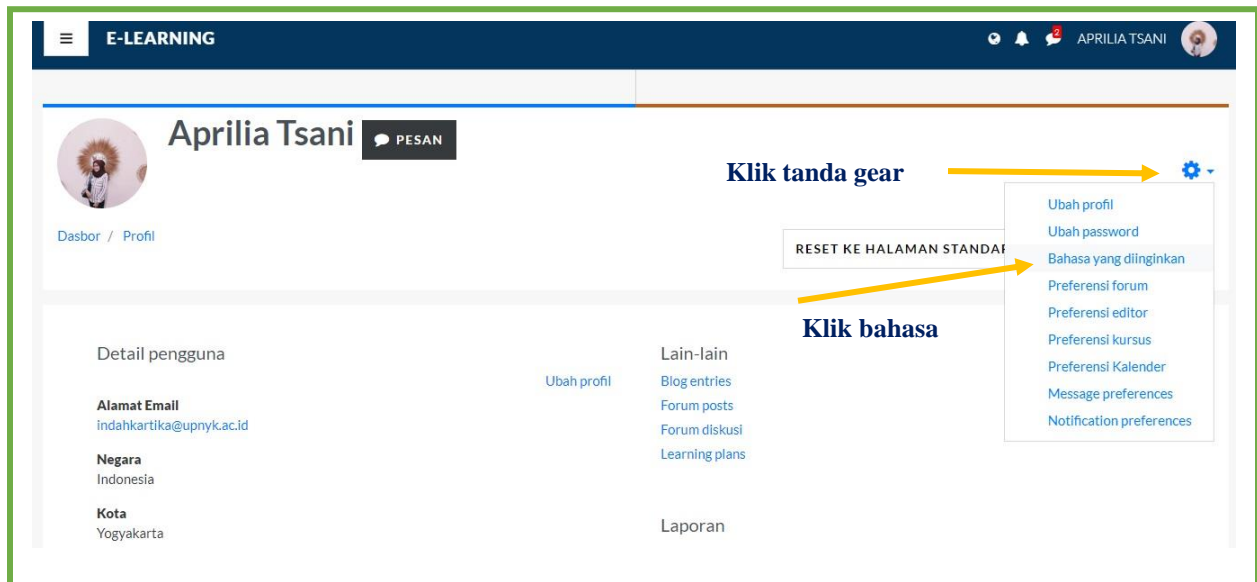 E-LEARNING
2
APRILIA TSANI
Aprilia Tsani
PESAN
Klik tanda gear
Dasbor / Profil
RESET KE HALAMAN STANDAR
Ubah profil
Ubah password
Bahasa yang diinginkan
Preferensi forum
Preferensi editor
Preferensi kursus
Preferensi Kalender
Message preferences
Notification preferences
Klik bahasa
Detail pengguna
Ubah profil
Alamat Email
indahkartika@upnyk.ac.id
Negara
Indonesia
Kota
Yogyakarta
Lain-lain
Blog entries
Forum posts
Forum diskusi
Learning plans
Laporan